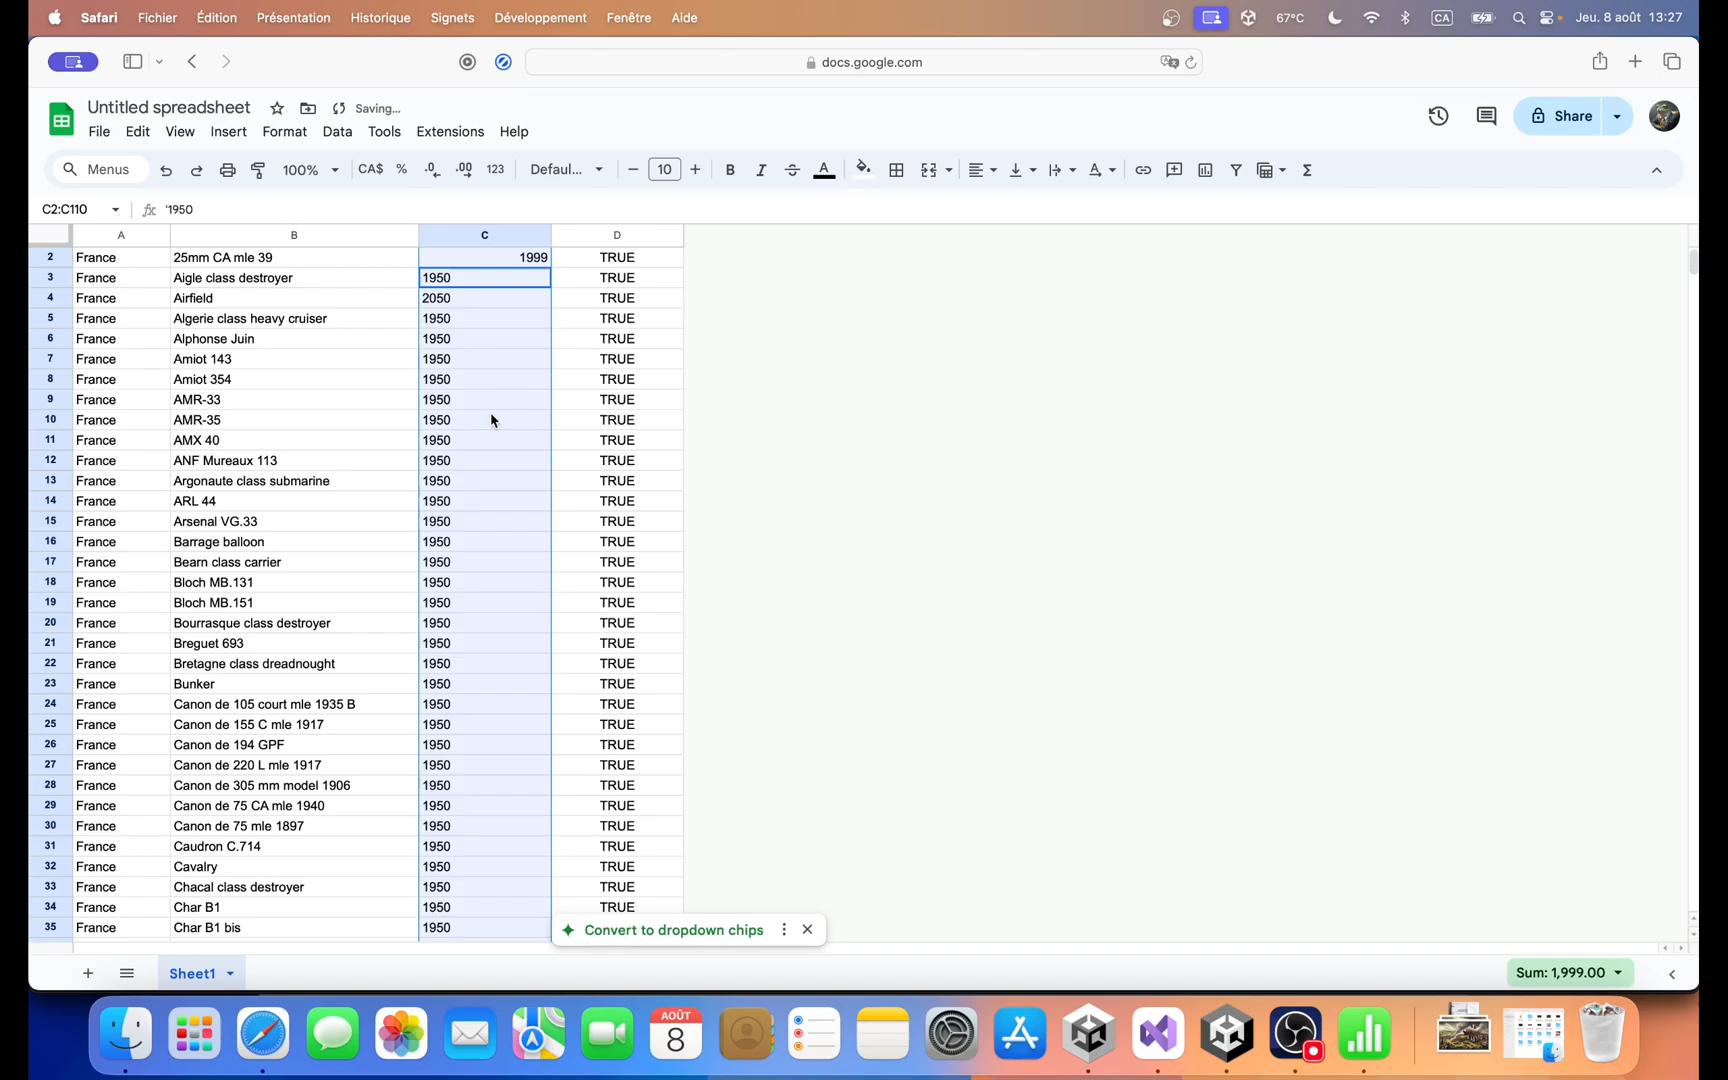 Safari Fichier Édition Présentation Historique Signets Développement Fenêtre Aide 67°C CA Jeu. 8 août 13:27
docs.google.com
Untitled spreadsheet Saving...
File Edit View Insert Format Data Tools Extensions Help
Share
Menus 100% CA$ % .0 .00 123 Defaul... 10 B I A
C2:C110 fx '1950
A B C D
2 France 25mm CA mle 39 1999 TRUE
3 France Aigle class destroyer 1950 TRUE
4 France Airfield 2050 TRUE
5 France Algerie class heavy cruiser 1950 TRUE
6 France Alphonse Juin 1950 TRUE
7 France Amiot 143 1950 TRUE
8 France Amiot 354 1950 TRUE
9 France AMR-33 1950 TRUE
10 France AMR-35 1950 TRUE
11 France AMX 40 1950 TRUE
12 France ANF Mureaux 113 1950 TRUE
13 France Argonaute class submarine 1950 TRUE
14 France ARL 44 1950 TRUE
15 France Arsenal VG.33 1950 TRUE
16 France Barrage balloon 1950 TRUE
17 France Bearn class carrier 1950 TRUE
18 France Bloch MB.131 1950 TRUE
19 France Bloch MB.151 1950 TRUE
20 France Bourrasque class destroyer 1950 TRUE
21 France Breguet 693 1950 TRUE
22 France Bretagne class dreadnought 1950 TRUE
23 France Bunker 1950 TRUE
24 France Canon de 105 court mle 1935 B 1950 TRUE
25 France Canon de 155 C mle 1917 1950 TRUE
26 France Canon de 194 GPF 1950 TRUE
27 France Canon de 220 L mle 1917 1950 TRUE
28 France Canon de 305 mm model 1906 1950 TRUE
29 France Canon de 75 CA mle 1940 1950 TRUE
30 France Canon de 75 mle 1897 1950 TRUE
31 France Caudron C.714 1950 TRUE
32 France Cavalry 1950 TRUE
33 France Chacal class destroyer 1950 TRUE
34 France Char B1 1950 TRUE
35 France Char B1 bis 1950
Convert to dropdown chips
Sheet1 Sum: 1,999.00
AOÛT
8